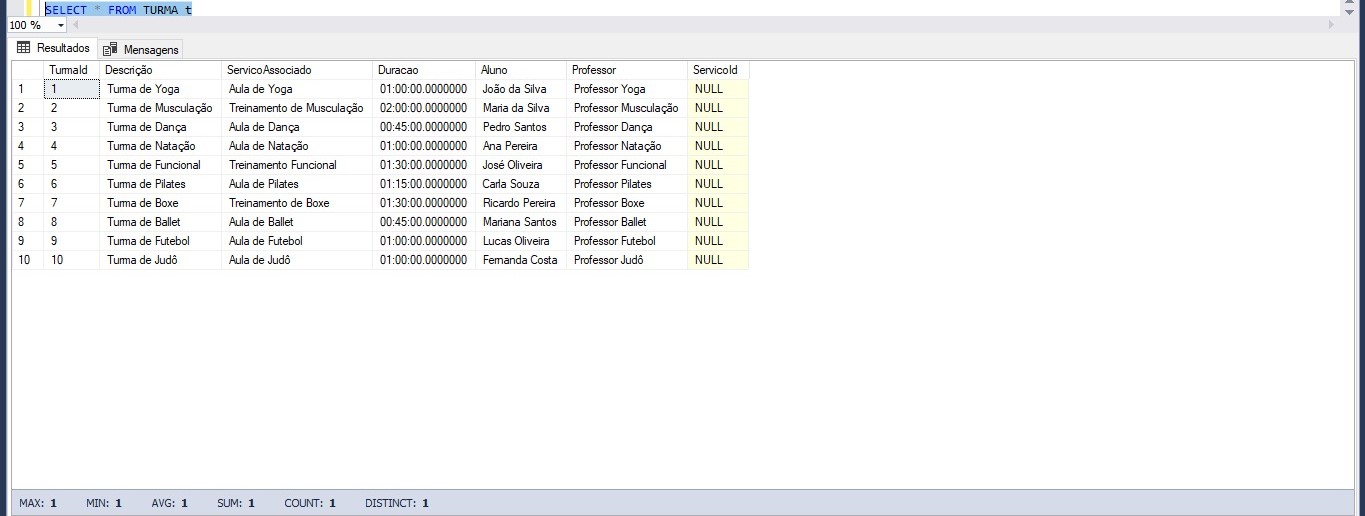 SELECT * FROM TURMA t
100 %
Resultados Mensagens
TurmaId Descrição ServicoAssociado Duracao Aluno Professor ServicoId
1 1 Turma de Yoga Aula de Yoga 01:00:00.0000000 João da Silva Professor Yoga NULL
2 2 Turma de Musculação Treinamento de Musculação 02:00:00.0000000 Maria da Silva Professor Musculação NULL
3 3 Turma de Dança Aula de Dança 00:45:00.0000000 Pedro Santos Professor Dança NULL
4 4 Turma de Natação Aula de Natação 01:00:00.0000000 Ana Pereira Professor Natação NULL
5 5 Turma de Funcional Treinamento Funcional 01:30:00.0000000 José Oliveira Professor Funcional NULL
6 6 Turma de Pilates Aula de Pilates 01:15:00.0000000 Carla Souza Professor Pilates NULL
7 7 Turma de Boxe Treinamento de Boxe 01:30:00.0000000 Ricardo Pereira Professor Boxe NULL
8 8 Turma de Ballet Aula de Ballet 00:45:00.0000000 Mariana Santos Professor Ballet NULL
9 9 Turma de Futebol Aula de Futebol 01:00:00.0000000 Lucas Oliveira Professor Futebol NULL
10 10 Turma de Judô Aula de Judô 01:00:00.0000000 Fernanda Costa Professor Judô NULL
MAX: 1 MIN: 1 AVG: 1 SUM: 1 COUNT: 1 DISTINCT: 1